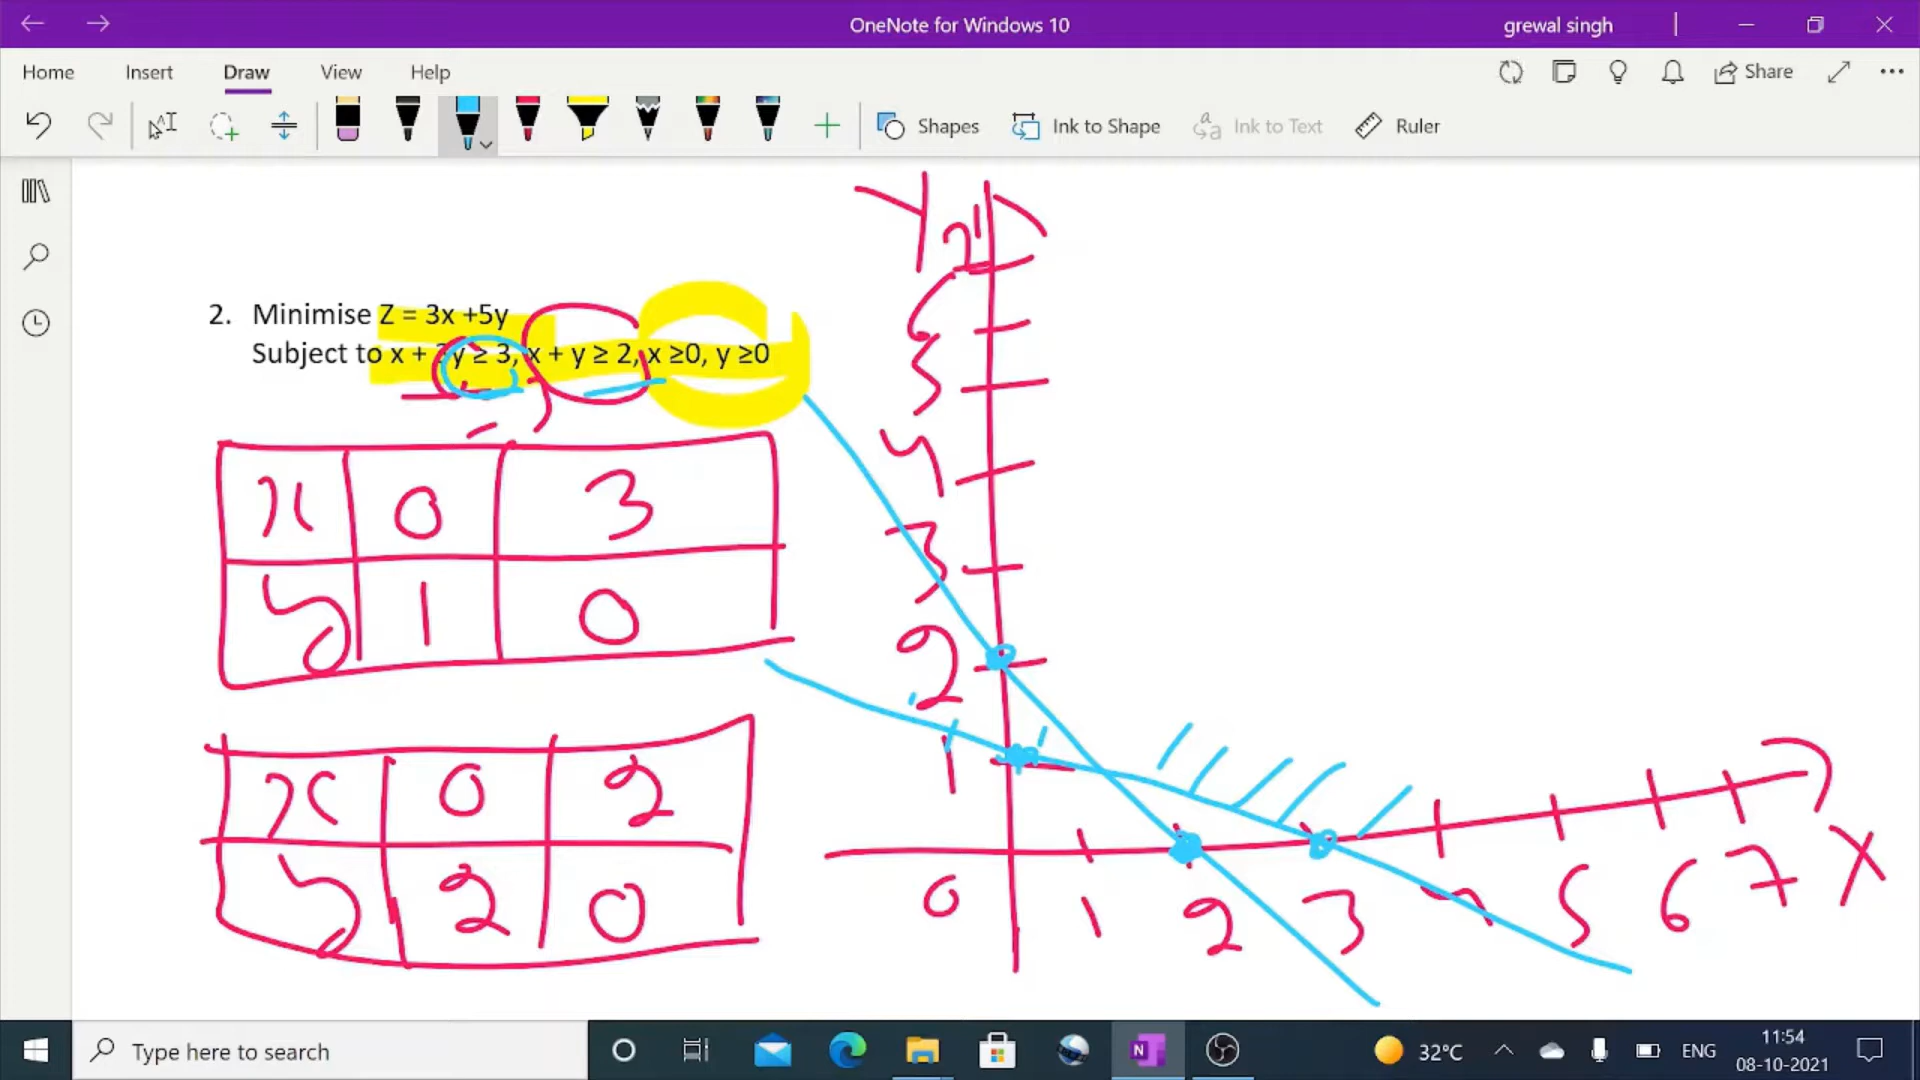 OneNote for Windows 10
grewal singh
Home Insert Draw View Help
Share
Shapes Ink to Shape Ink to Text Ruler
2. Minimise Z = 3x +5y
Subject to x + 3y ≥ 3, x + y ≥ 2, x ≥0, y ≥0
x 0 3
y 1 0
x 0 2
y 2 0
Y
5
4
3
2
1
0 1 2 3 4 5 6 7 X
Type here to search
32°C
ENG
11:54
08-10-2021